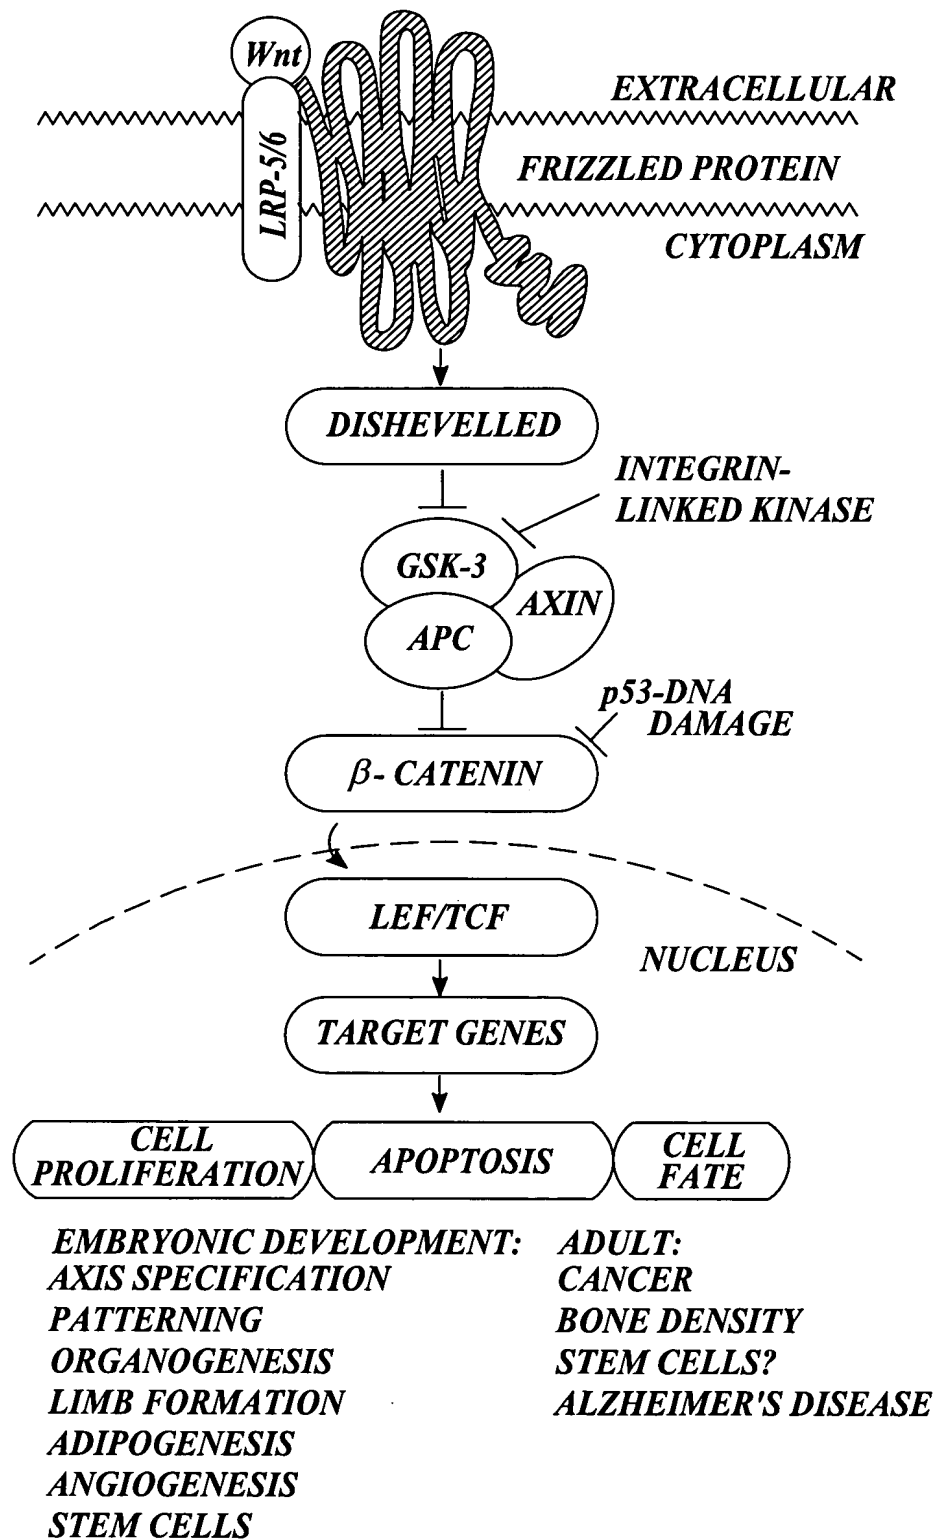 Wnt
EXTRACELLULAR
LRP-5/6
FRIZZLED PROTEIN
CYTOPLASM
DISHEVELLED
INTEGRIN-
LINKED KINASE
GSK-3
AXIN
APC
p53-DNA
DAMAGE
β- CATENIN
LEF/TCF
NUCLEUS
TARGET GENES
CELL
PROLIFERATION
APOPTOSIS
CELL
FATE
EMBRYONIC DEVELOPMENT:
AXIS SPECIFICATION
PATTERNING
ORGANOGENESIS
LIMB FORMATION
ADIPOGENESIS
ANGIOGENESIS
STEM CELLS
ADULT:
CANCER
BONE DENSITY
STEM CELLS?
ALZHEIMER'S DISEASE